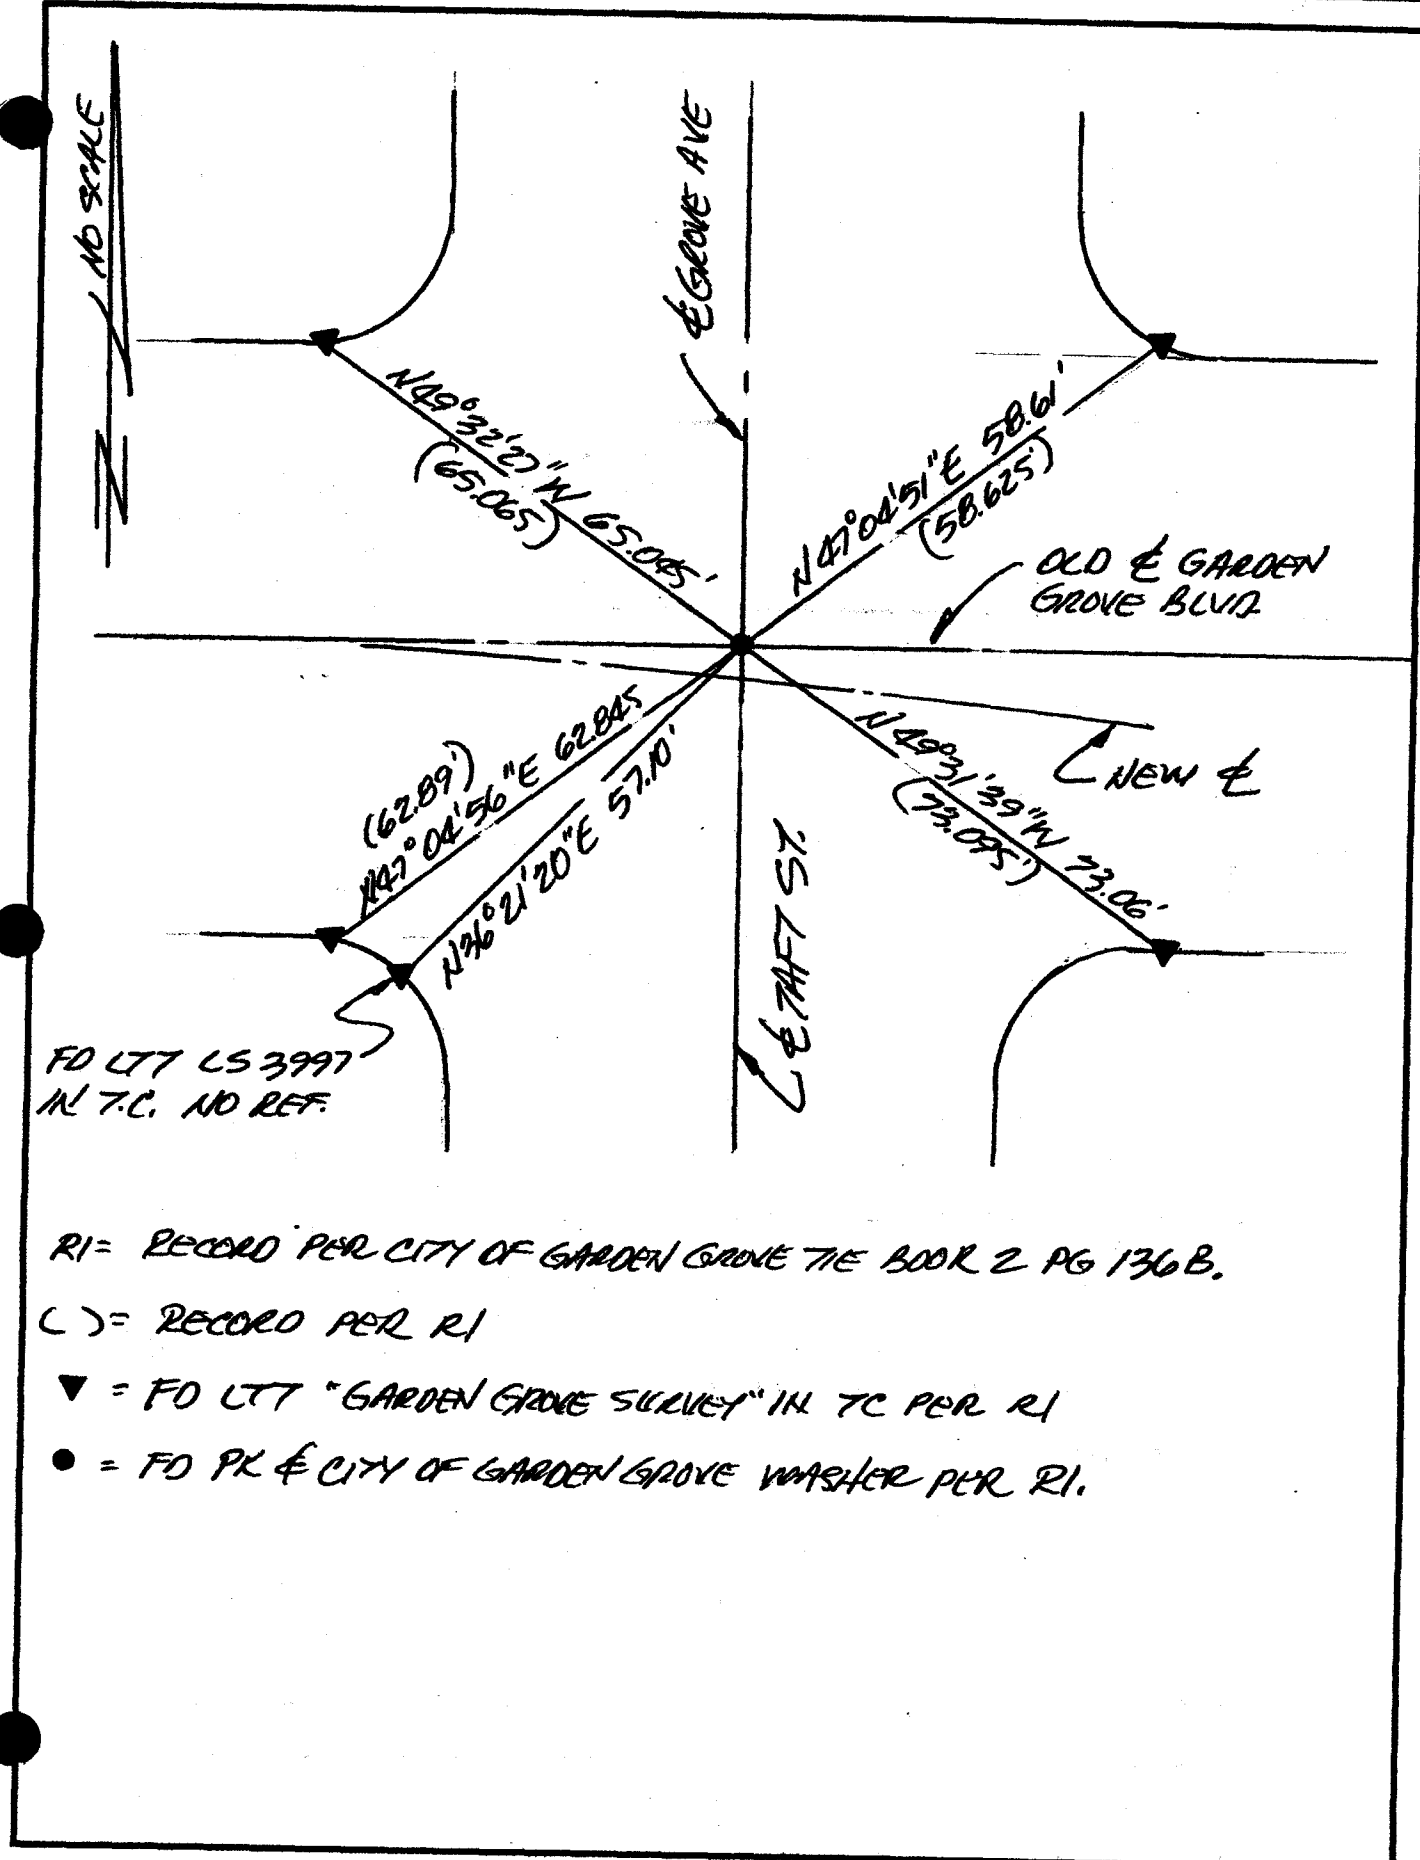 NO SCALE
N
℄ GROVE AVE
N49°32'27"W 65.045'
(65.065')
N47°04'51"E 58.61'
(58.625')
OLD ℄ GARDEN
GROVE BLVD
NEW ℄
(62.89')
N47°04'56"E 62.845
N36°21'20"E 57.10'
N49°31'39"W 73.06'
(73.095')
℄ TAFT ST.
FD LTT LS 3997
IN T.C. NO REF.
R1= RECORD PER CITY OF GARDEN GROVE TIE BOOK 2 PG 136B.
( )= RECORD PER R1
▼ = FD LTT "GARDEN GROVE SURVEY" IN TC PER R1
● = FD PK & CITY OF GARDEN GROVE WASHER PER R1.